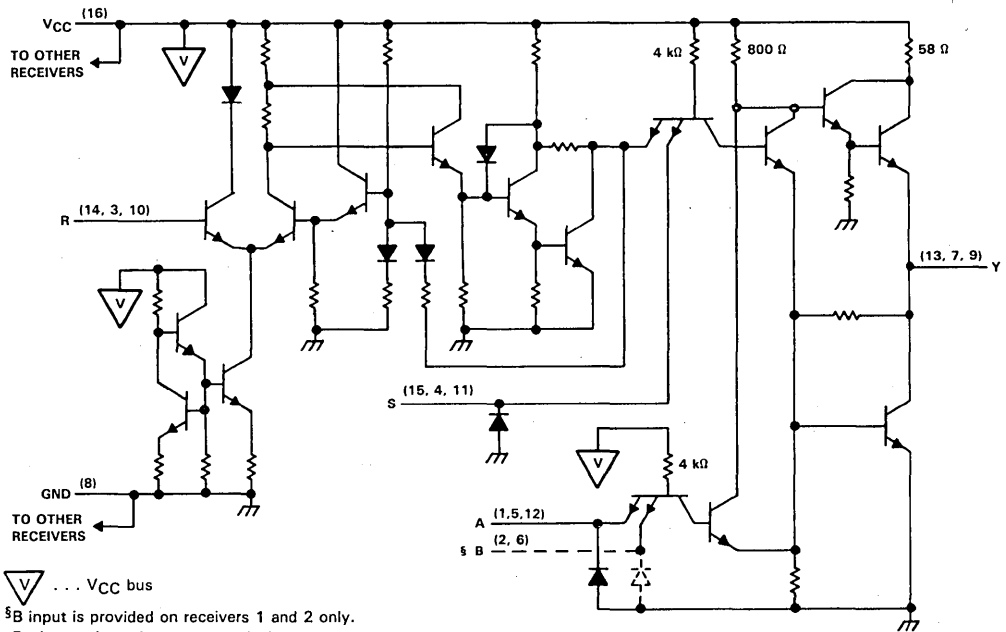 VCC (16)
TO OTHER
RECEIVERS
V
4 kΩ
800 Ω
58 Ω
R (14, 3, 10)
V
(13, 7, 9)
Y
S (15, 4, 11)
V
4 kΩ
GND (8)
TO OTHER
RECEIVERS
A (1,5,12)
§ B (2, 6)
V ... VCC bus
§B input is provided on receivers 1 and 2 only.